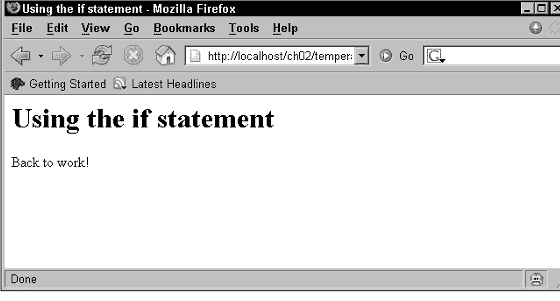 Using the if statement - Mozilla Firefox
File Edit View Go Bookmarks Tools Help
http://localhost/ch02/temper Go G
Getting Started Latest Headlines
Using the if statement
Back to work!
Done